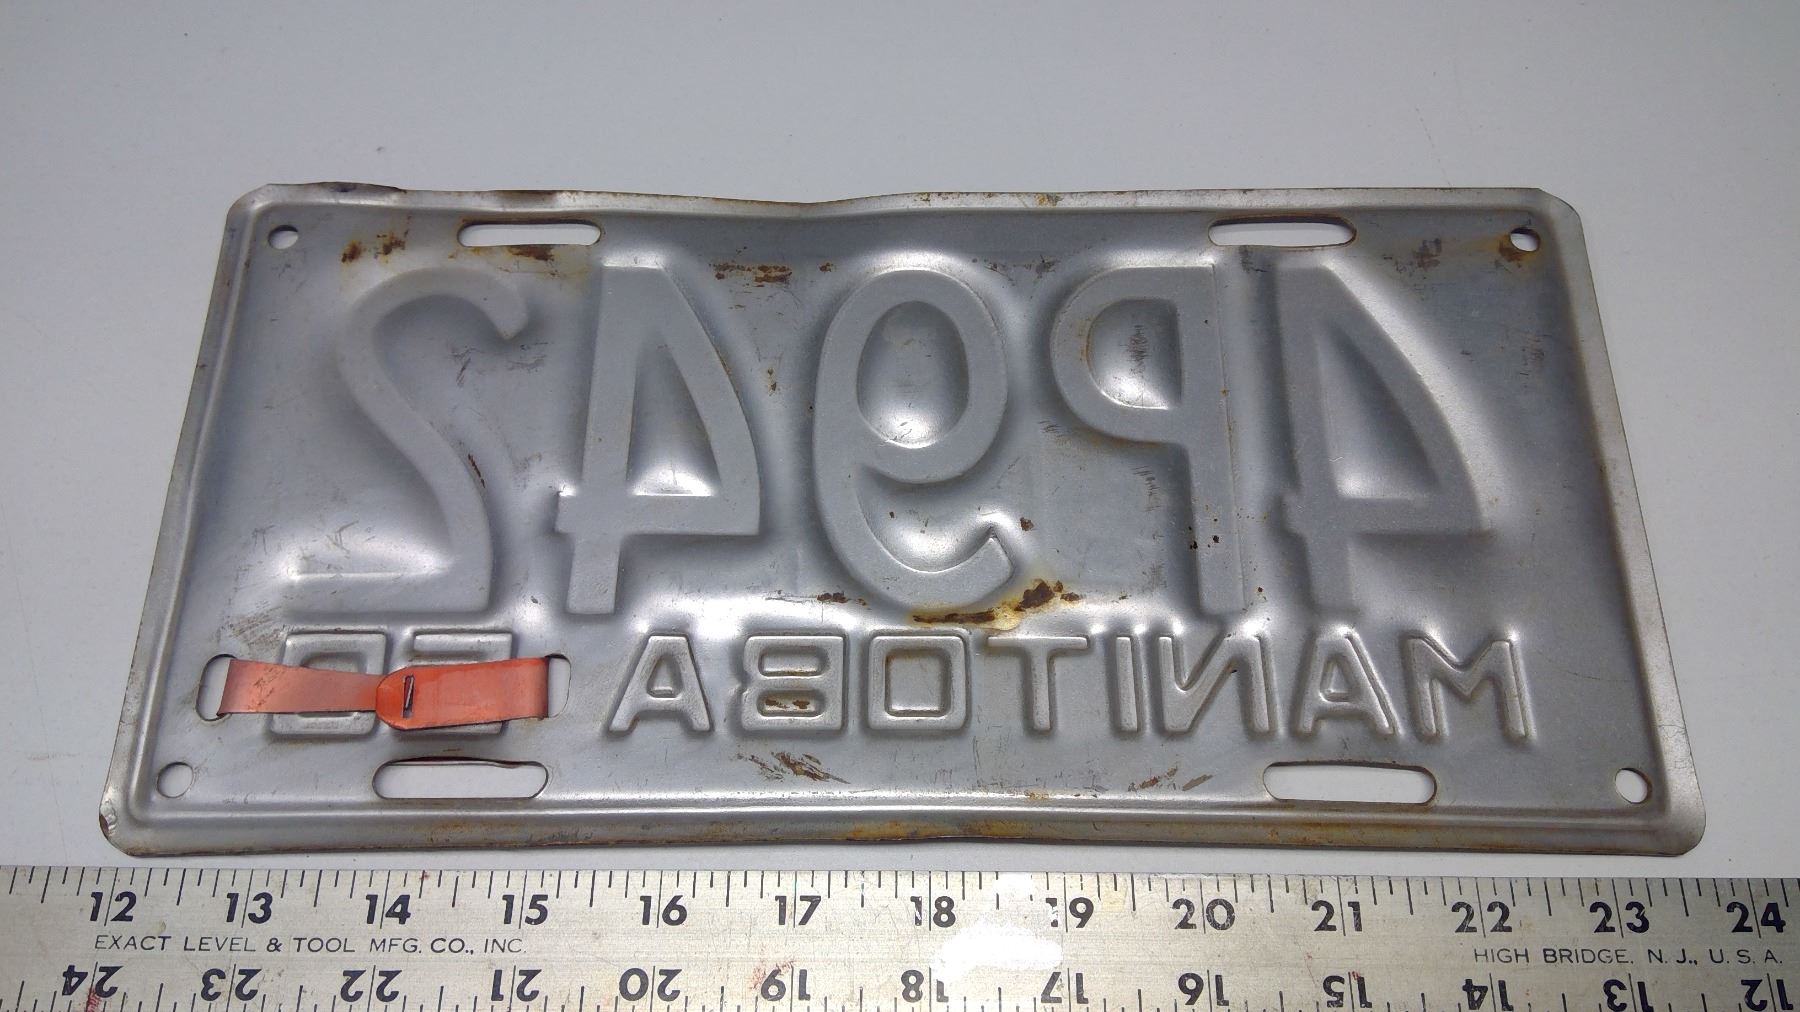 4P942
MANITOBA 50
12 13 14 15 16 17 18 19 20 21 22 23 24
EXACT LEVEL & TOOL MFG. CO., INC. HIGH BRIDGE, N. J., U. S. A.
24 23 22 21 20 19 18 17 16 15 14 13 12